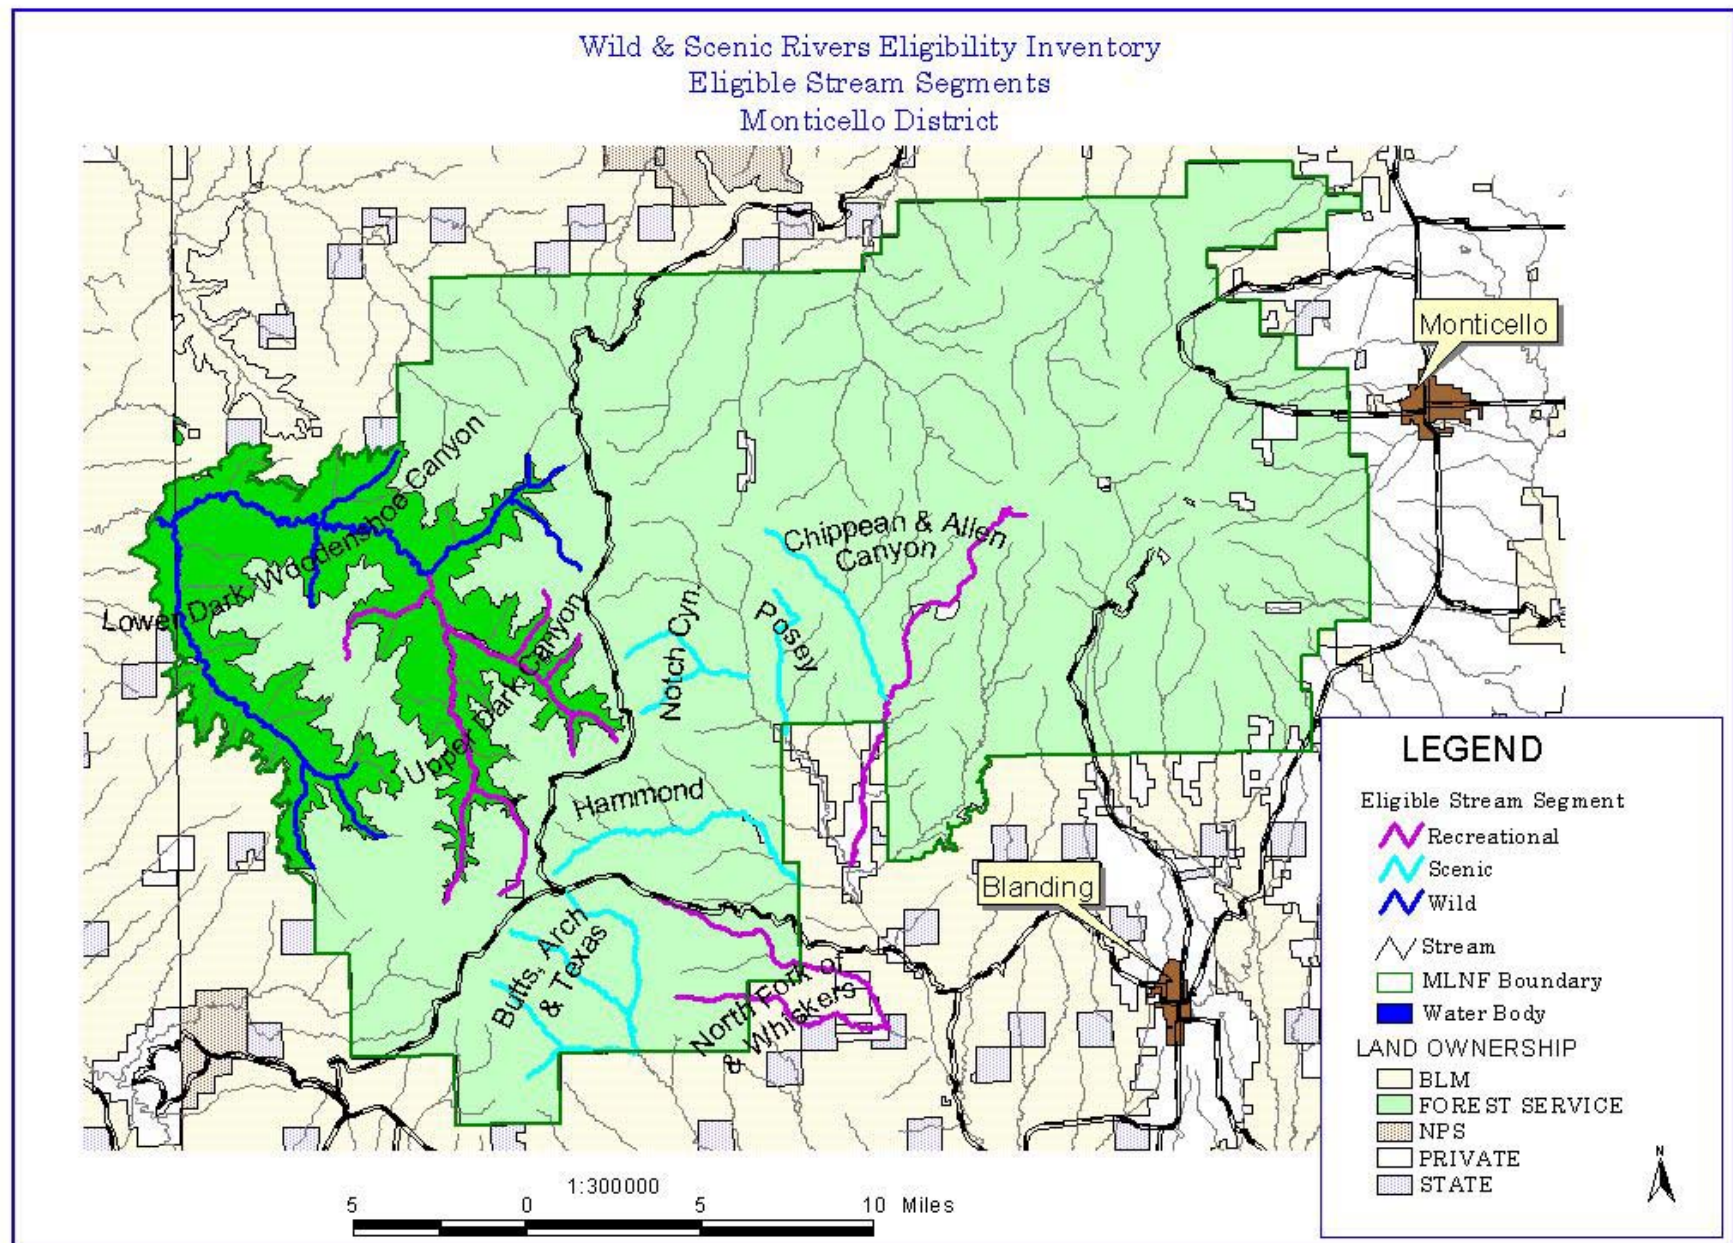 Wild & Scenic Rivers Eligibility Inventory
Eligible Stream Segments
Monticello District
Monticello
Lower Dark, Woodenshoe Canyon
Chippean & Allen
Canyon
Notch Cyn.
Posey
Upper Dark Canyon
Hammond
Butts, Arch
& Texas
North Fork of
& Whiskers
Blanding
LEGEND
Eligible Stream Segment
Recreational
Scenic
Wild
Stream
MLNF Boundary
Water Body
LAND OWNERSHIP
BLM
FOREST SERVICE
NPS
PRIVATE
STATE
N
1:300000
5 0 5 10 Miles